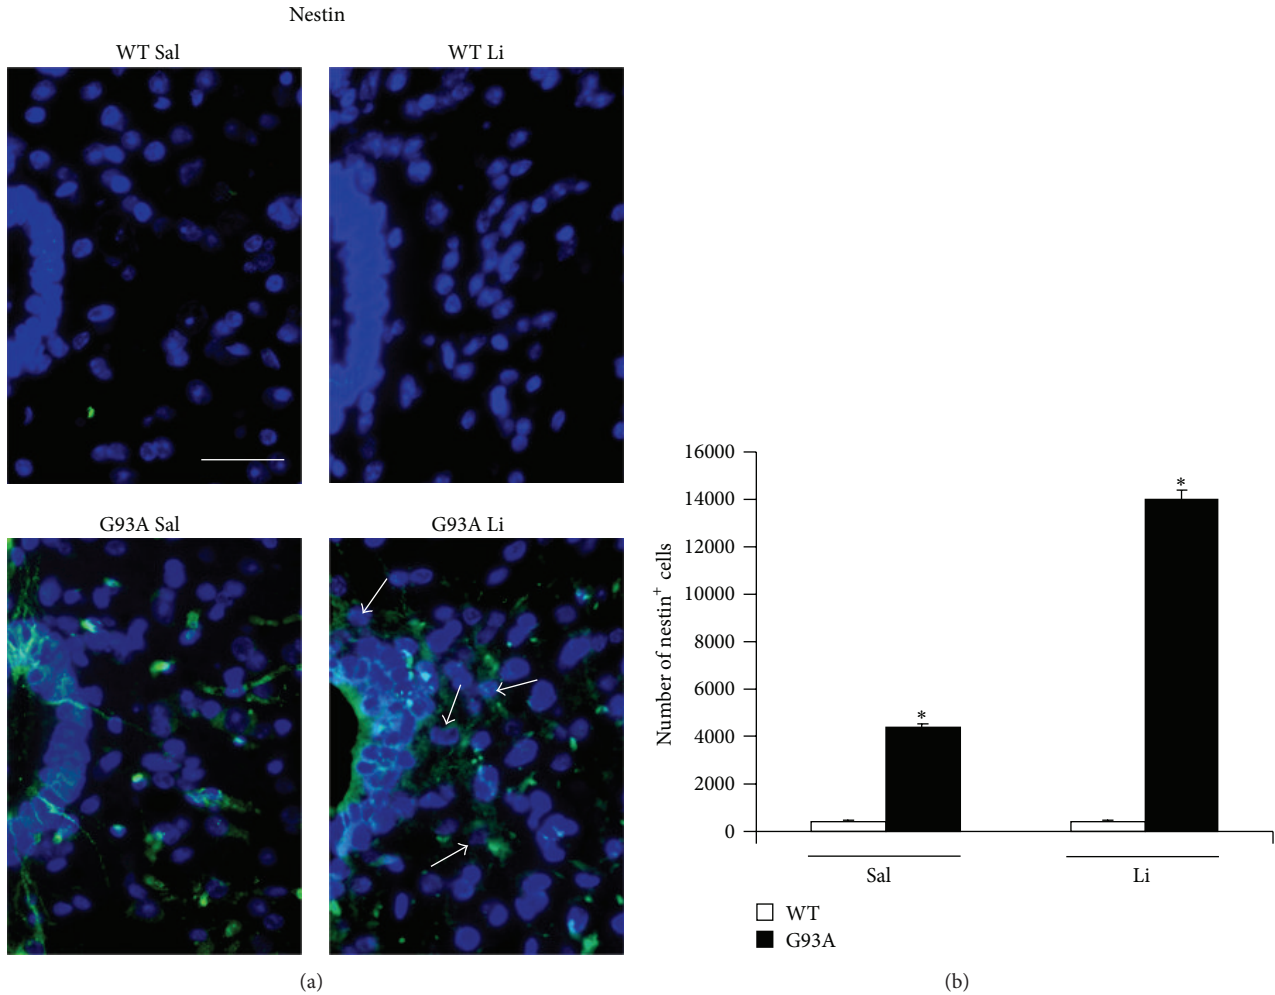 Nestin
WT Sal
WT Li
G93A Sal
G93A Li
(a)
16000
14000
12000
10000
8000
6000
4000
2000
0
Number of nestin⁺ cells
*
*
Sal
Li
WT
G93A
(b)